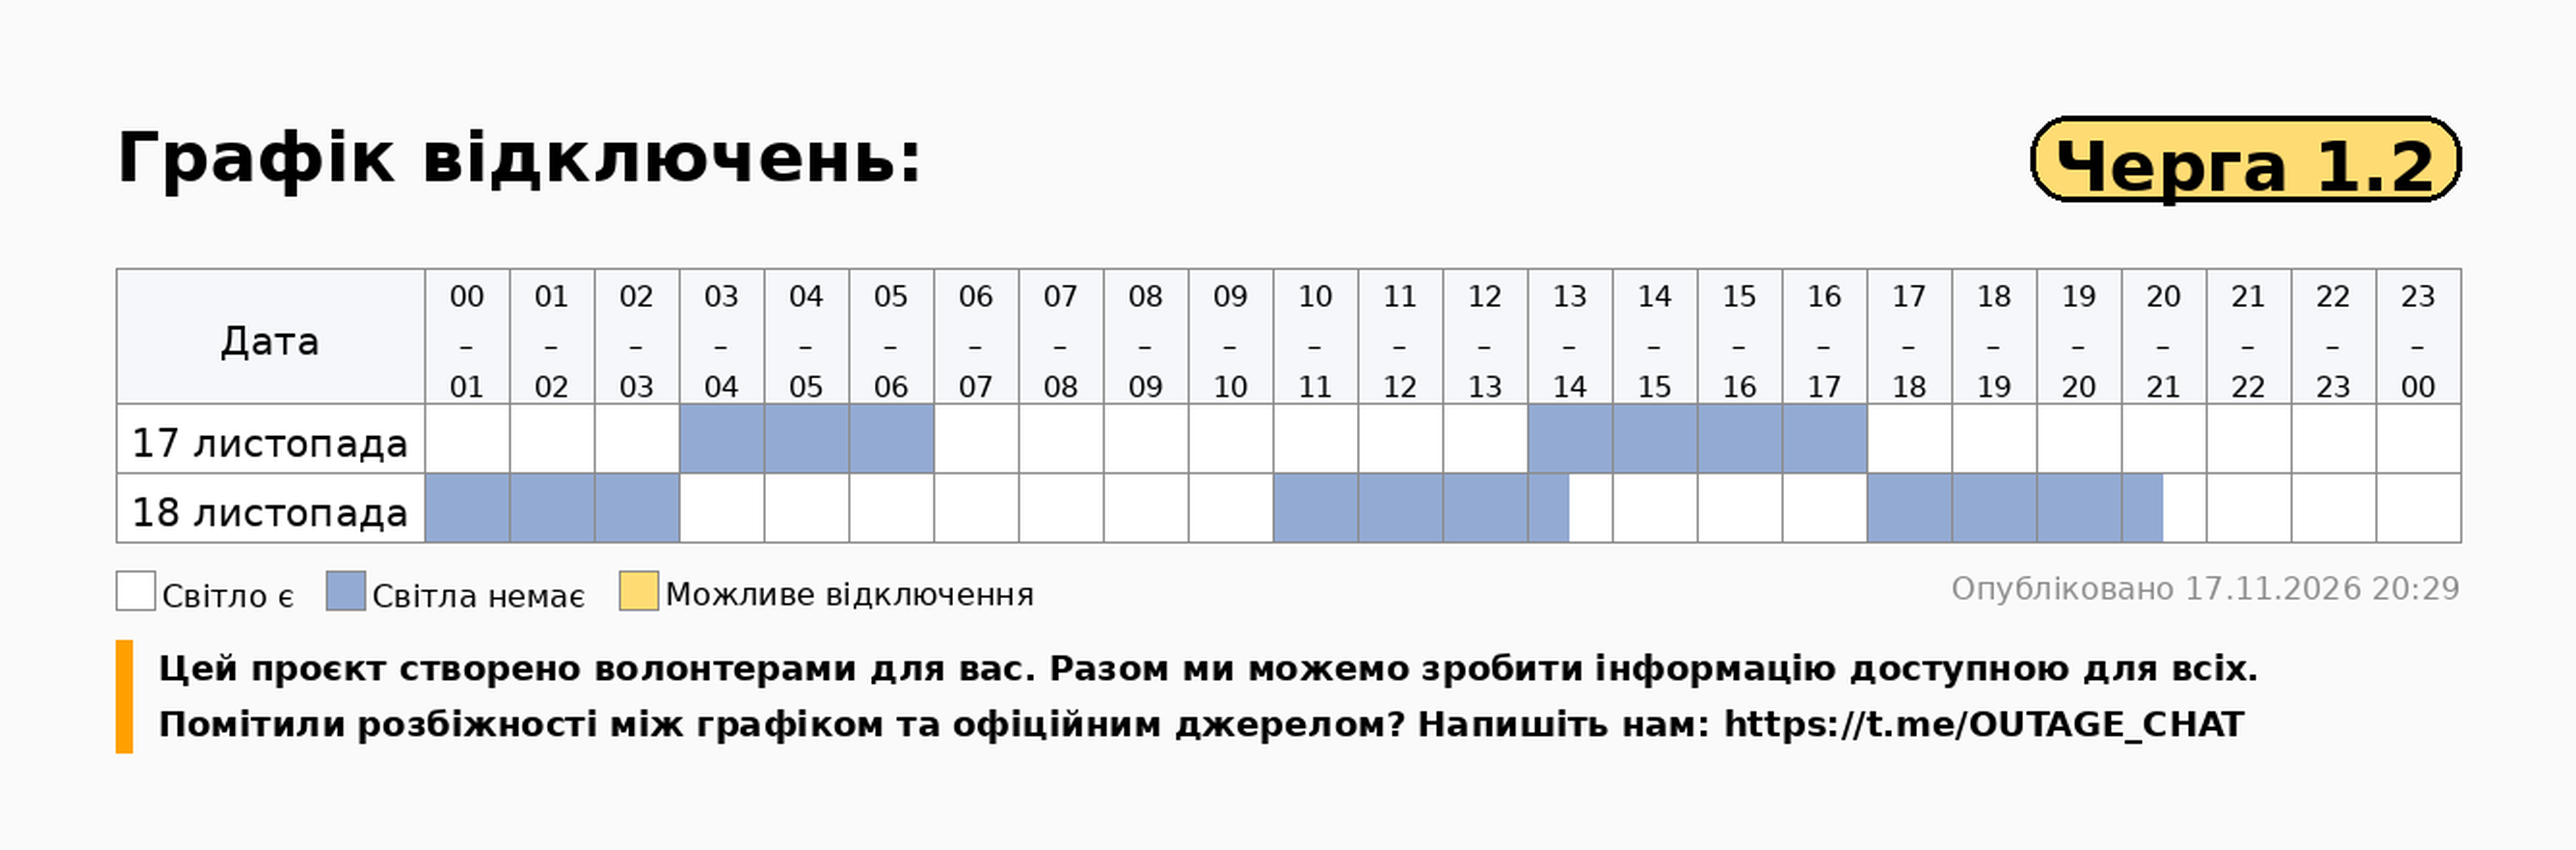 Графік відключень:
Черга 1.2
Дата 00 – 01 01 – 02 02 – 03 03 – 04 04 – 05 05 – 06 06 – 07 07 – 08 08 – 09 09 – 10 10 – 11 11 – 12 12 – 13 13 – 14 14 – 15 15 – 16 16 – 17 17 – 18 18 – 19 19 – 20 20 – 21 21 – 22 22 – 23 23 – 00
17 листопада
18 листопада
Світло є Світла немає Можливе відключення
Опубліковано 17.11.2026 20:29
Цей проєкт створено волонтерами для вас. Разом ми можемо зробити інформацію доступною для всіх.
Помітили розбіжності між графіком та офіційним джерелом? Напишіть нам: https://t.me/OUTAGE_CHAT